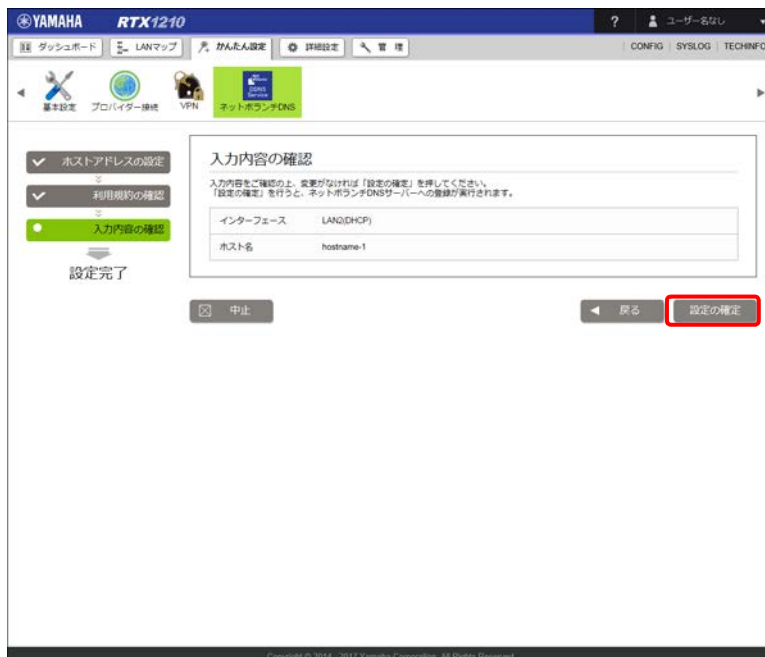 YAMAHA RTX1210 ? ユーザーなし
ダッシュボード LANマップ かんたん設定 詳細設定 管 理 CONFIG SYSLOG TECHINFO
基本設定 プロバイダー接続 VPN ネットボランチDNS
ホストアドレスの設定
利用規約の確認
入力内容の確認
設定完了
入力内容の確認
入力内容をご確認の上、変更がなければ「設定の確定」を押してください。
「設定の確定」を行うと、ネットボランチDNSサーバーへの登録が実行されます。
インターフェース LAN2(DHCP)
ホスト名 hostname-1
中止 戻る 設定の確定
Copyright © 2014 - 2017 Yamaha Corporation. All Rights Reserved.